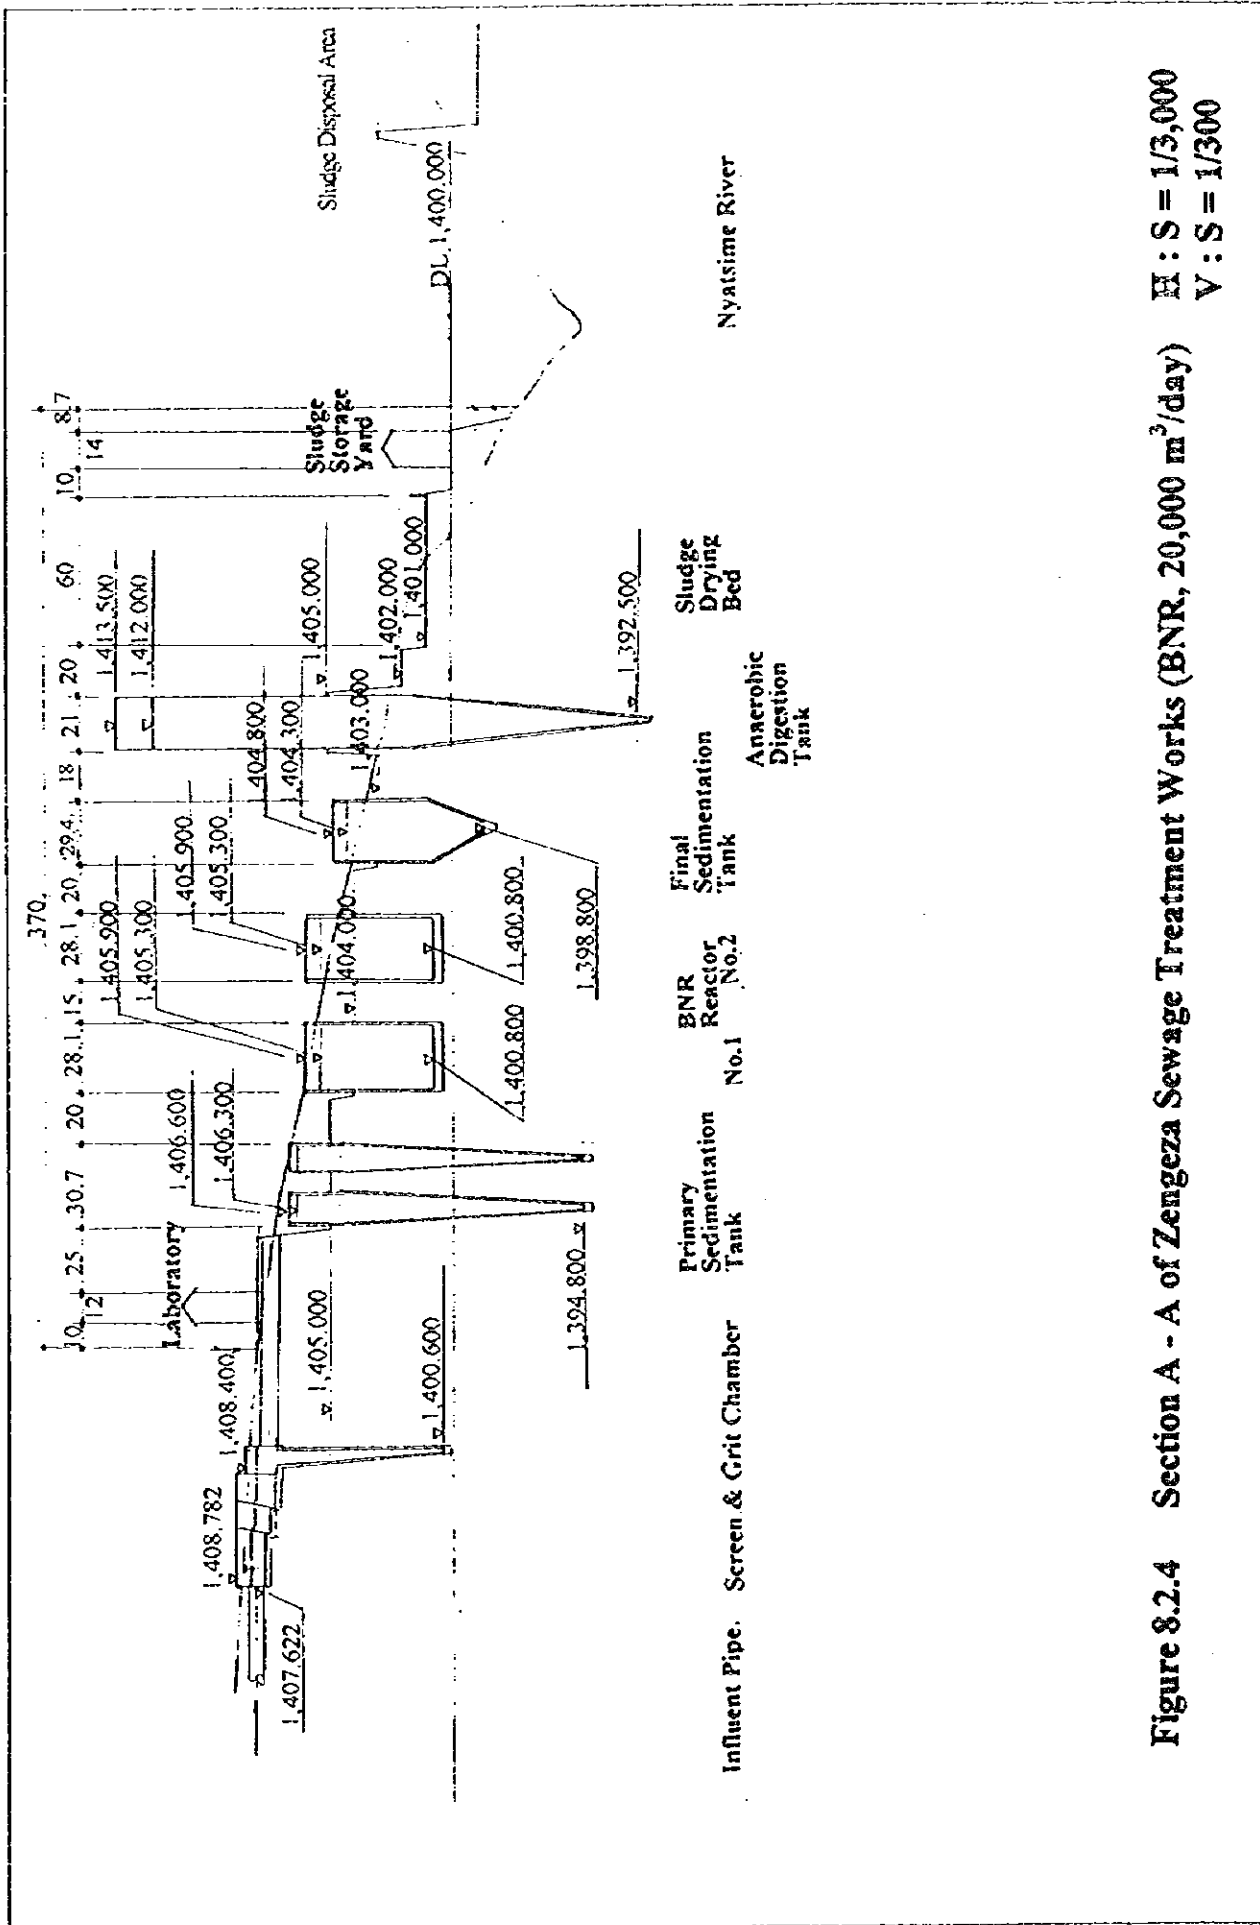 370
10
12
25
30.7
20
28.1
15
28.1
20
29.4
18
21
20
60
10
14
8.7
Laboratory
Sludge
Storage
Yard
Sludge Disposal Area
1,408.782
1,408.400
1,407.622
1,405.000
1,400.600
1,406.600
1,406.300
1,394.800
1,405.900
1,405.300
1,400.800
1,404.000
1,405.900
1,405.300
1,400.800
1,398.800
404.800
1,404.300
1,403.000
1,413.500
1,412.000
1,405.000
1,402.000
1,401.000
1,392.500
DL 1,400.000
Influent Pipe.
Screen & Grit Chamber
Primary
Sedimentation
Tank
BNR
Reactor
No.1
No.2
Final
Sedimentation
Tank
Anaerobic
Digestion
Tank
Sludge
Drying
Bed
Nyatsime River
Figure 8.2.4 Section A - A of Zengeza Sewage Treatment Works (BNR, 20,000 m³/day)
H : S = 1/3,000
V : S = 1/300